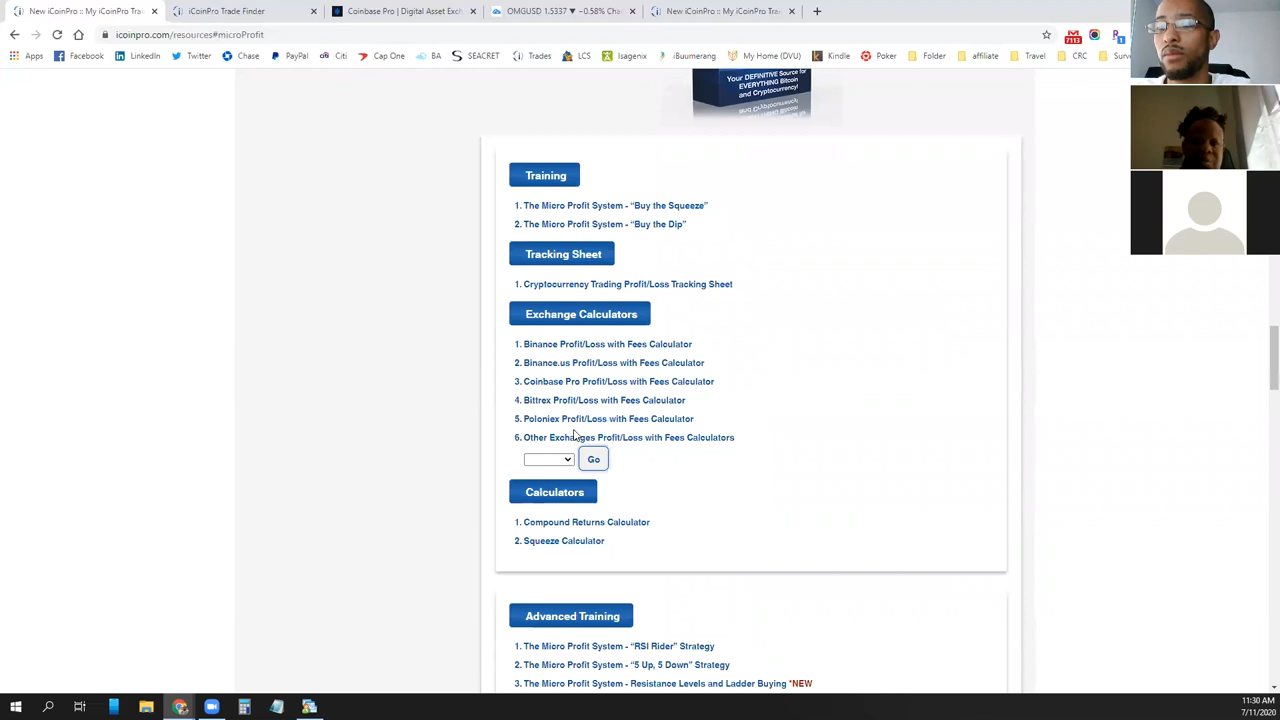 New iCoinPro :: My iCoinPro Trai
iCoinPro Trade Finder
Coinbase Pro | Digital Asset Exch
OMGUSD 1.5337 −0.58% Cha
New iCoinPro :: My iCoinPro Trai
icoinpro.com/resources#microProfit
7113
Apps
Facebook
LinkedIn
Twitter
Chase
PayPal
Citi
Cap One
BA
SEACRET
Trades
LCS
Isagenix
iBuumerang
My Home (DVU)
Kindle
Poker
Folder
affiliate
Travel
CRC
Surv
Your DEFINITIVE Source for
EVERYTHING Bitcoin
and Cryptocurrency!
Training
1. The Micro Profit System - “Buy the Squeeze”
2. The Micro Profit System - “Buy the Dip”
Tracking Sheet
1. Cryptocurrency Trading Profit/Loss Tracking Sheet
Exchange Calculators
1. Binance Profit/Loss with Fees Calculator
2. Binance.us Profit/Loss with Fees Calculator
3. Coinbase Pro Profit/Loss with Fees Calculator
4. Bittrex Profit/Loss with Fees Calculator
5. Poloniex Profit/Loss with Fees Calculator
6. Other Exchanges Profit/Loss with Fees Calculators
Go
Calculators
1. Compound Returns Calculator
2. Squeeze Calculator
Advanced Training
1. The Micro Profit System - “RSI Rider” Strategy
2. The Micro Profit System - “5 Up, 5 Down” Strategy
3. The Micro Profit System - Resistance Levels and Ladder Buying *NEW
11:30 AM
7/11/2020